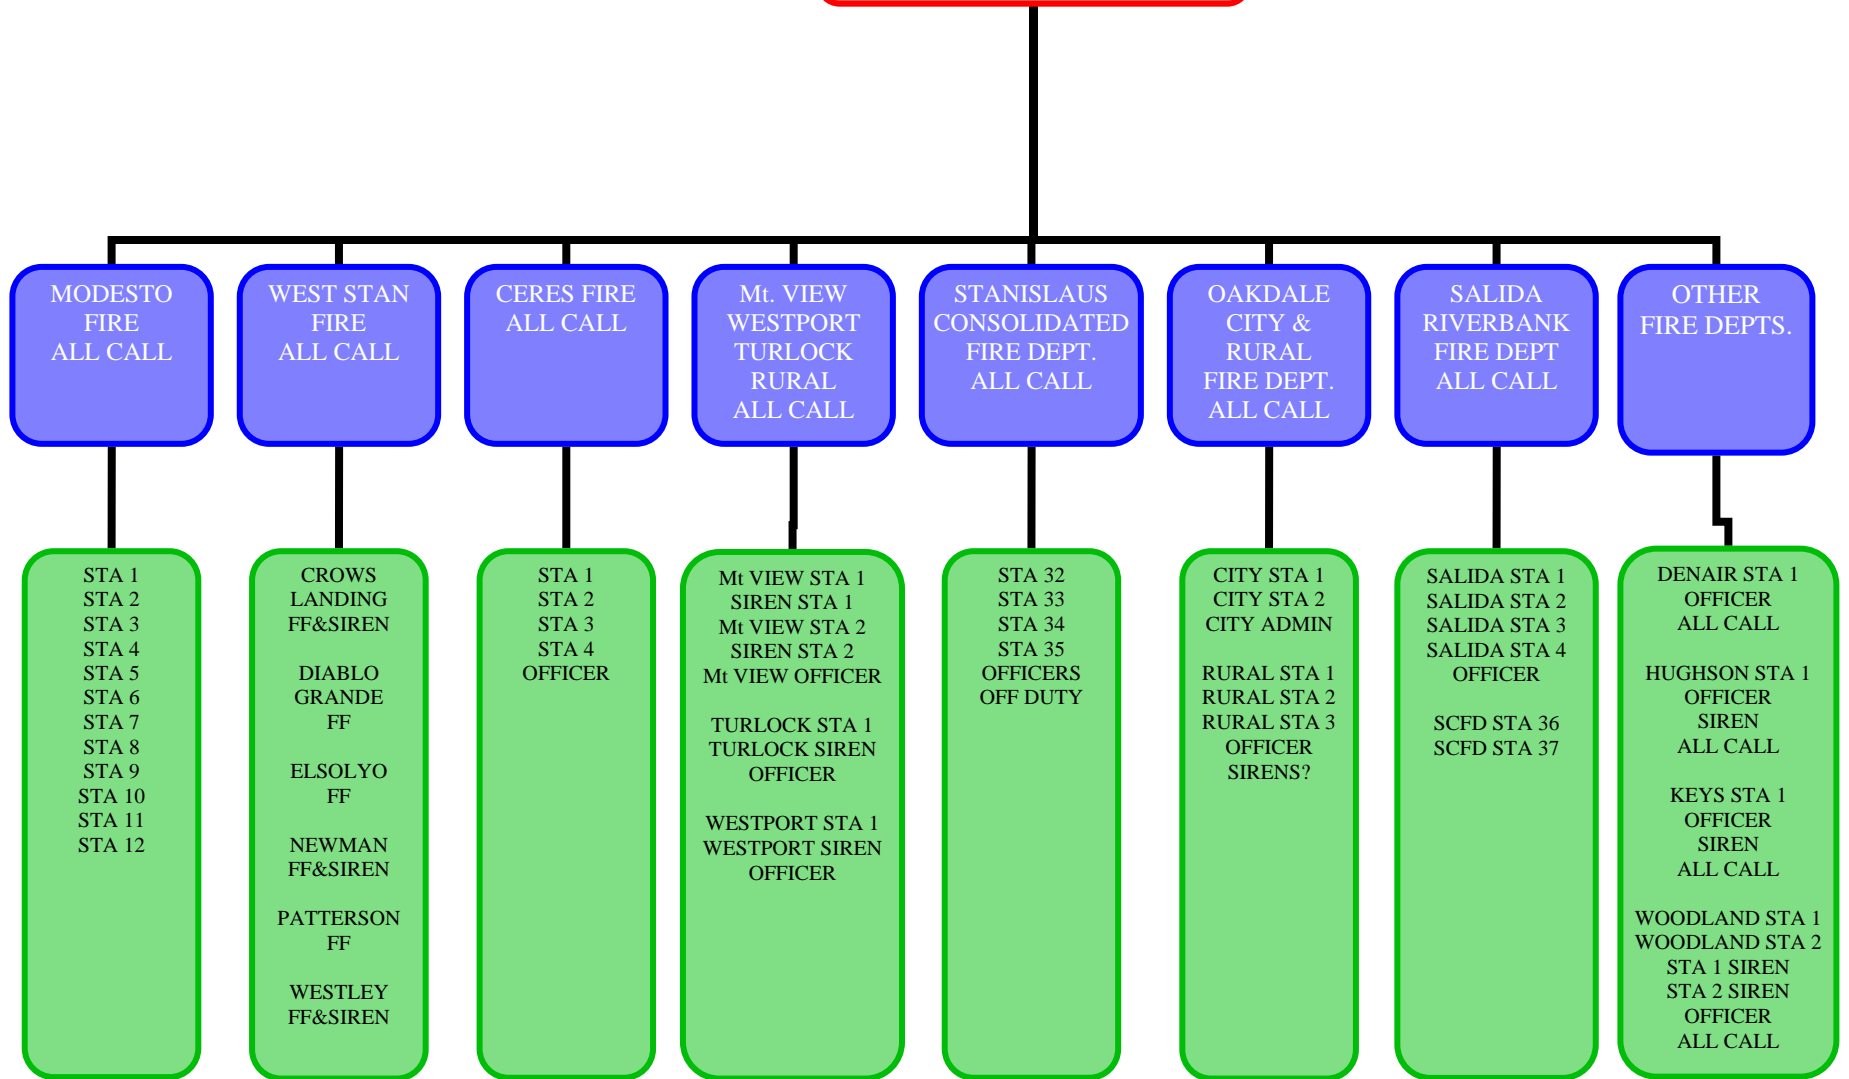 MODESTO
FIRE
ALL CALL
WEST STAN
FIRE
ALL CALL
CERES FIRE
ALL CALL
Mt. VIEW
WESTPORT
TURLOCK
RURAL
ALL CALL
STANISLAUS
CONSOLIDATED
FIRE DEPT.
ALL CALL
OAKDALE
CITY &
RURAL
FIRE DEPT.
ALL CALL
SALIDA
RIVERBANK
FIRE DEPT
ALL CALL
OTHER
FIRE DEPTS.
STA 1
STA 2
STA 3
STA 4
STA 5
STA 6
STA 7
STA 8
STA 9
STA 10
STA 11
STA 12
CROWS
LANDING
FF&SIREN
DIABLO
GRANDE
FF
ELSOLYO
FF
NEWMAN
FF&SIREN
PATTERSON
FF
WESTLEY
FF&SIREN
STA 1
STA 2
STA 3
STA 4
OFFICER
Mt VIEW STA 1
SIREN STA 1
Mt VIEW STA 2
SIREN STA 2
Mt VIEW OFFICER
TURLOCK STA 1
TURLOCK SIREN
OFFICER
WESTPORT STA 1
WESTPORT SIREN
OFFICER
STA 32
STA 33
STA 34
STA 35
OFFICERS
OFF DUTY
CITY STA 1
CITY STA 2
CITY ADMIN
RURAL STA 1
RURAL STA 2
RURAL STA 3
OFFICER
SIRENS?
SALIDA STA 1
SALIDA STA 2
SALIDA STA 3
SALIDA STA 4
OFFICER
SCFD STA 36
SCFD STA 37
DENAIR STA 1
OFFICER
ALL CALL
HUGHSON STA 1
OFFICER
SIREN
ALL CALL
KEYS STA 1
OFFICER
SIREN
ALL CALL
WOODLAND STA 1
WOODLAND STA 2
STA 1 SIREN
STA 2 SIREN
OFFICER
ALL CALL